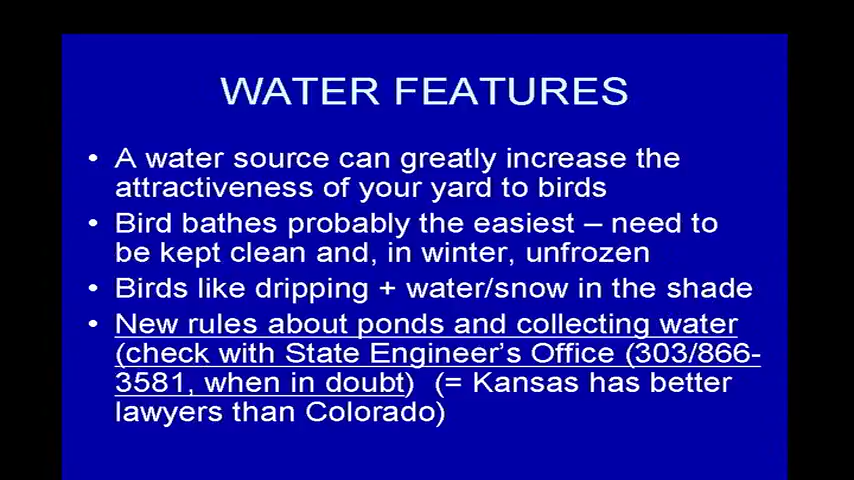 WATER FEATURES
• A water source can greatly increase the
attractiveness of your yard to birds
• Bird bathes probably the easiest – need to
be kept clean and, in winter, unfrozen
• Birds like dripping + water/snow in the shade
• New rules about ponds and collecting water
(check with State Engineer's Office (303/866-
3581, when in doubt) (= Kansas has better
lawyers than Colorado)